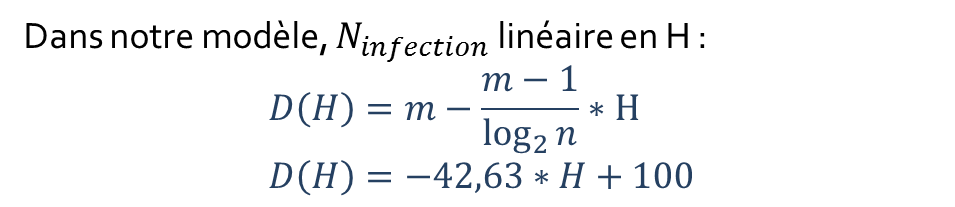 Dans notre modèle, N_infection linéaire en H :
D(H) = m − (m − 1)/(log₂ n) * H
D(H) = −42,63 * H + 100